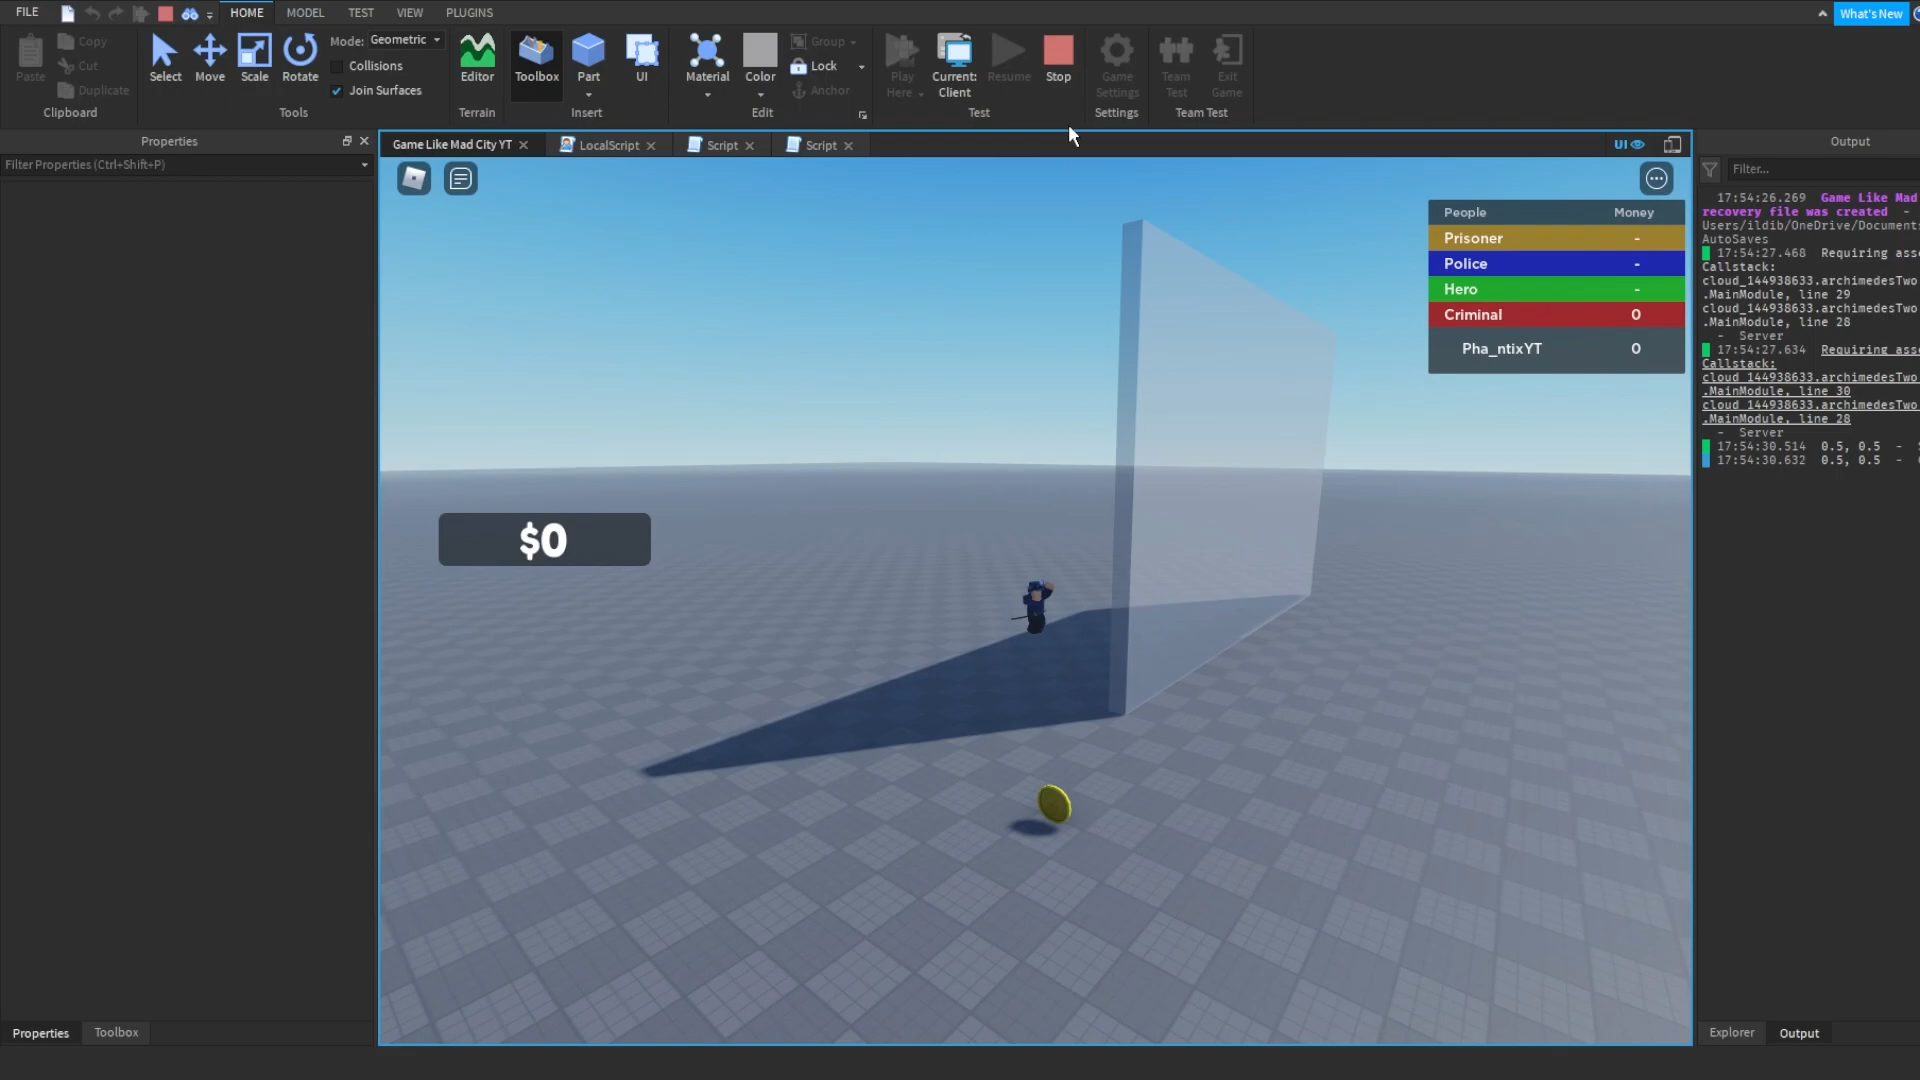 FILE HOME MODEL TEST VIEW PLUGINS What's New
Paste Copy Cut Duplicate Clipboard
Select Move Scale Rotate Mode: Geometric Collisions Join Surfaces Tools
Editor Terrain
Toolbox Part UI Insert
Material Color Group Lock Anchor Edit
Play Here Current: Client Resume Stop Test
Game Settings Settings
Team Test Exit Game Team Test
Properties
Filter Properties (Ctrl+Shift+P)
Game Like Mad City YT LocalScript Script Script UI
People Money
Prisoner -
Police -
Hero -
Criminal 0
Pha_ntixYT 0
$0
Output
Filter...
17:54:26.269 Game Like Mad
recovery file was created -
Users/ildib/OneDrive/Document
AutoSaves
17:54:27.468 Requiring ass
Callstack:
cloud_144938633.archimedesTwo
.MainModule, line 29
cloud_144938633.archimedesTwo
.MainModule, line 28
- Server
17:54:27.634 Requiring ass
Callstack:
cloud_144938633.archimedesTwo
.MainModule, line 30
cloud_144938633.archimedesTwo
.MainModule, line 28
- Server
17:54:30.514 0.5, 0.5 -
17:54:30.632 0.5, 0.5 -
Properties Toolbox
Explorer Output